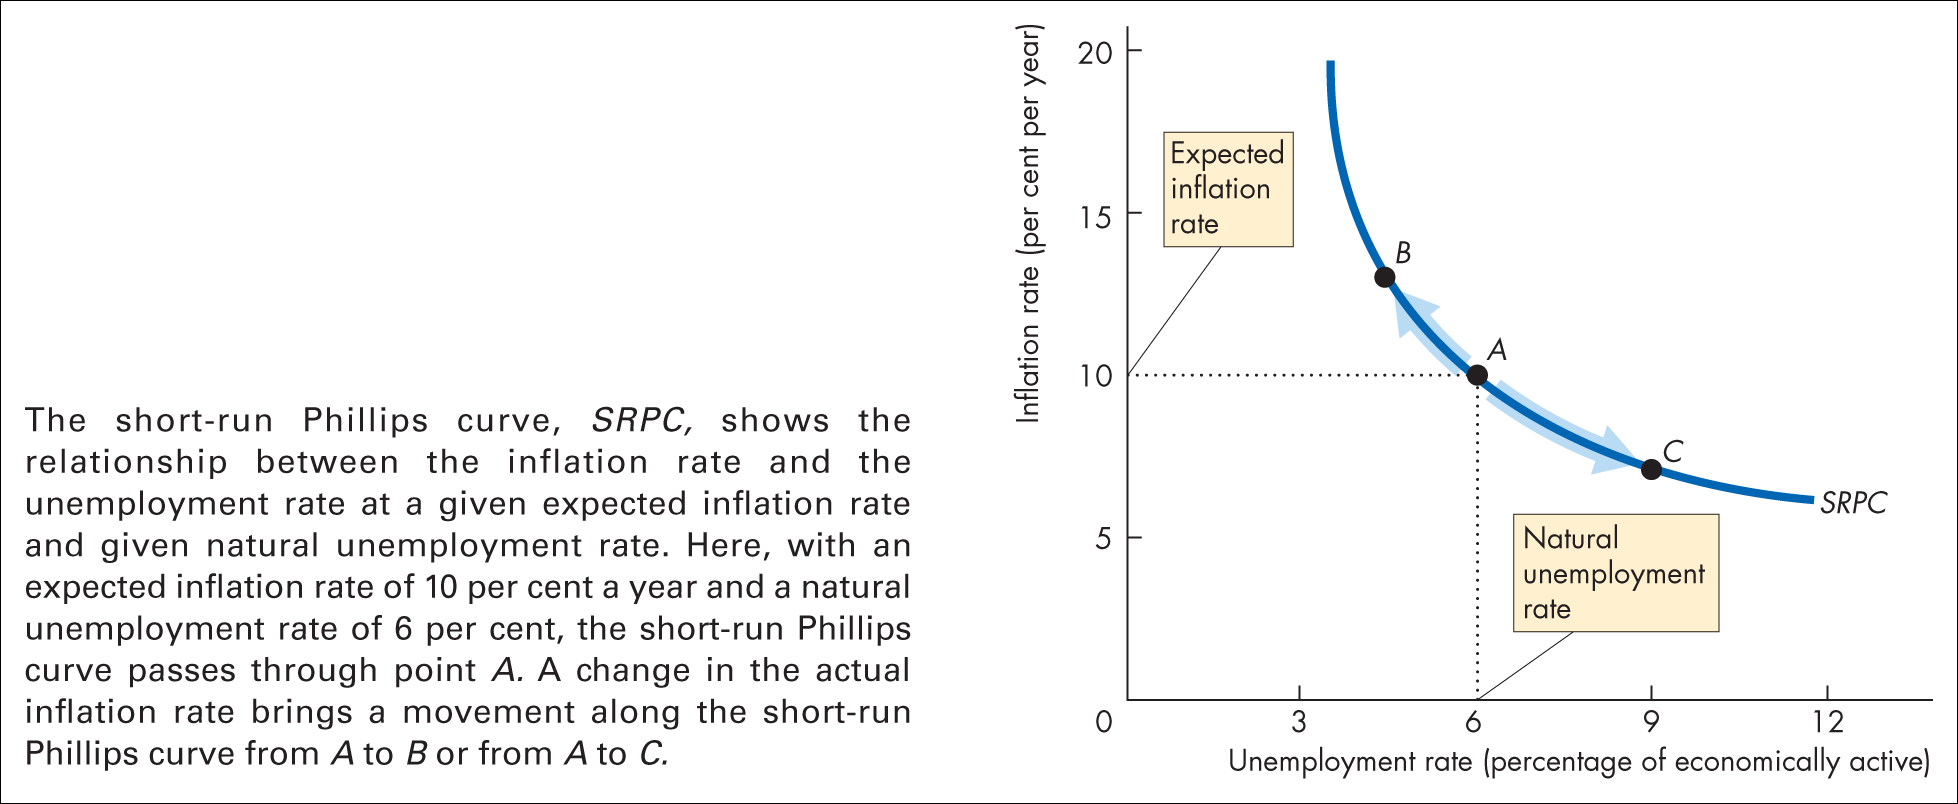 The short-run Phillips curve, SRPC, shows the
relationship between the inflation rate and the
unemployment rate at a given expected inflation rate
and given natural unemployment rate. Here, with an
expected inflation rate of 10 per cent a year and a natural
unemployment rate of 6 per cent, the short-run Phillips
curve passes through point A. A change in the actual
inflation rate brings a movement along the short-run
Phillips curve from A to B or from A to C.
Inflation rate (per cent per year)
20
15
10
5
0
Expected
inflation
rate
B
A
C
SRPC
Natural
unemployment
rate
3
6
9
12
Unemployment rate (percentage of economically active)